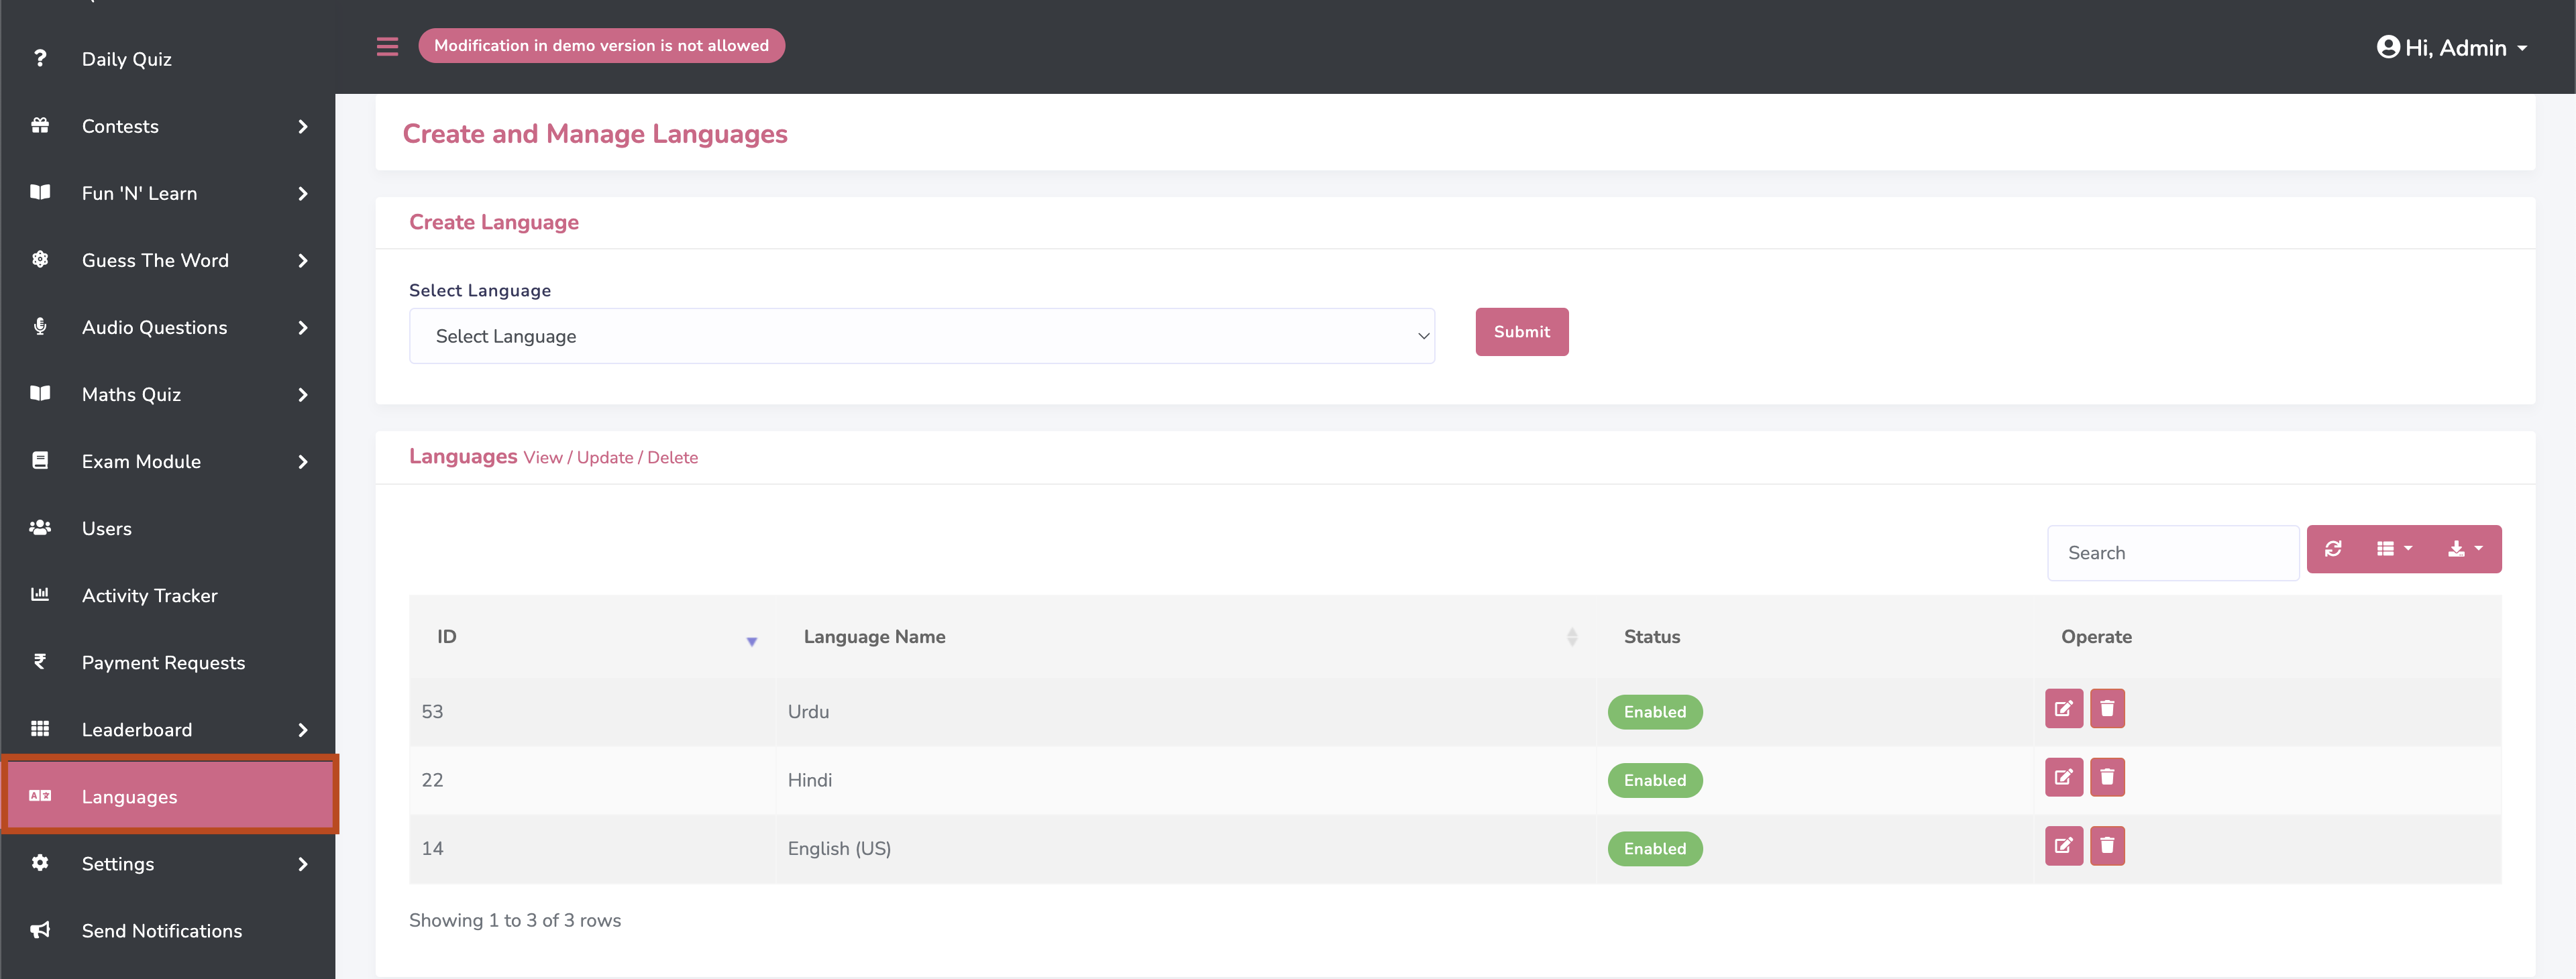 Daily Quiz
Contests
Fun 'N' Learn
Guess The Word
Audio Questions
Maths Quiz
Exam Module
Users
Activity Tracker
Payment Requests
Leaderboard
Languages
Settings
Send Notifications
Modification in demo version is not allowed
Hi, Admin
Create and Manage Languages
Create Language
Select Language
Select Language
Submit
Languages View / Update / Delete
Search
ID Language Name Status Operate
53 Urdu Enabled
22 Hindi Enabled
14 English (US) Enabled
Showing 1 to 3 of 3 rows